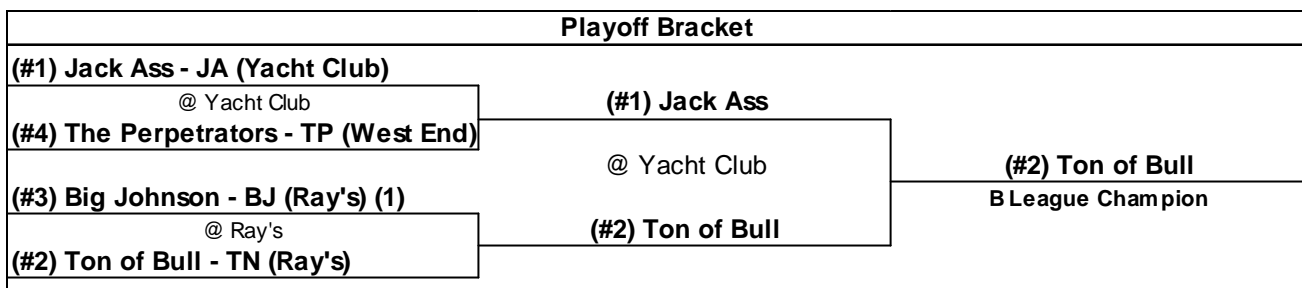 Playoff Bracket
(#1) Jack Ass - JA (Yacht Club)
@ Yacht Club
(#1) Jack Ass
(#4) The Perpetrators - TP (West End)
@ Yacht Club
(#2) Ton of Bull
(#3) Big Johnson - BJ (Ray's) (1)
B League Champion
@ Ray's
(#2) Ton of Bull
(#2) Ton of Bull - TN (Ray's)